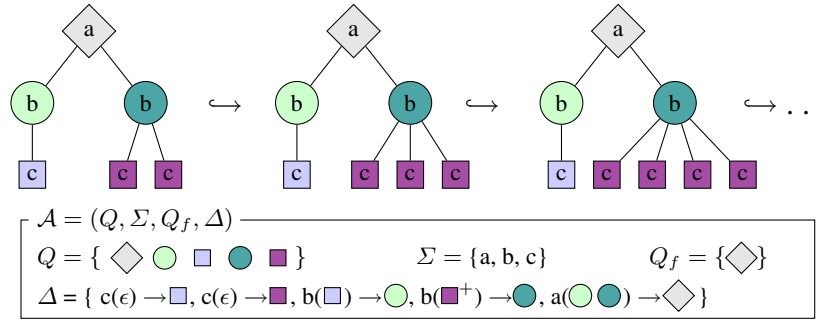 a ↪ a ↪ a ↪ . .
b b b b b b
c c c c c c c c c c c c
𝒜 = (Q, Σ, Q_f, Δ)
Q = { ◇ ○ □ ○ □ } Σ = {a, b, c} Q_f = {◇}
Δ = { c(ϵ) → □, c(ϵ) → ■, b(□) → ○, b(■⁺) → ●, a(○ ●) → ◇ }